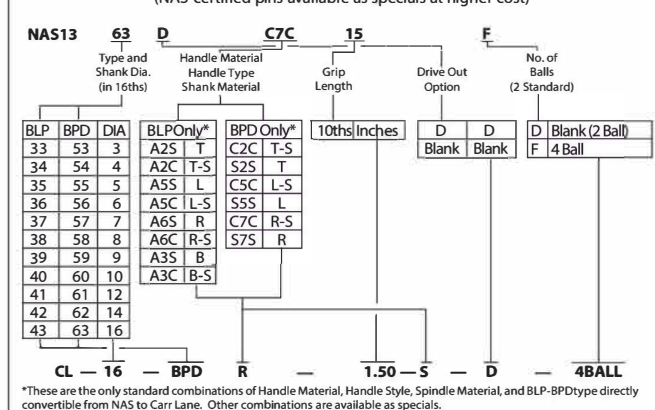 (NAS-certified pins available as specials at higher cost)
NAS13 63 D C7C 15 F
Type and Shank Dia. (in 16ths)
Handle Material Handle Type Shank Material
Grip Length
Drive Out Option
No. of Balls (2 Standard)
BLP BPD DIA
33 53 3
34 54 4
35 55 5
36 56 6
37 57 7
38 58 8
39 59 9
40 60 10
41 61 12
42 62 14
43 63 16
BLPOnly*
A2S T
A2C T-S
A5S L
A5C L-S
A6S R
A6C R-S
A3S B
A3C B-S
BPD Only*
C2C T-S
S2S T
C5C L-S
S5S L
C7C R-S
S7S R
10ths Inches
D D
Blank Blank
D Blank (2 Ball)
F 4 Ball
CL — 16 — BPD R — 1.50 — S — D — 4BALL
*These are the only standard combinations of Handle Material, Handle Style, Spindle Material, and BLP-BPDtype directly
convertible from NAS to Carr Lane. Other combinations are available as specials.